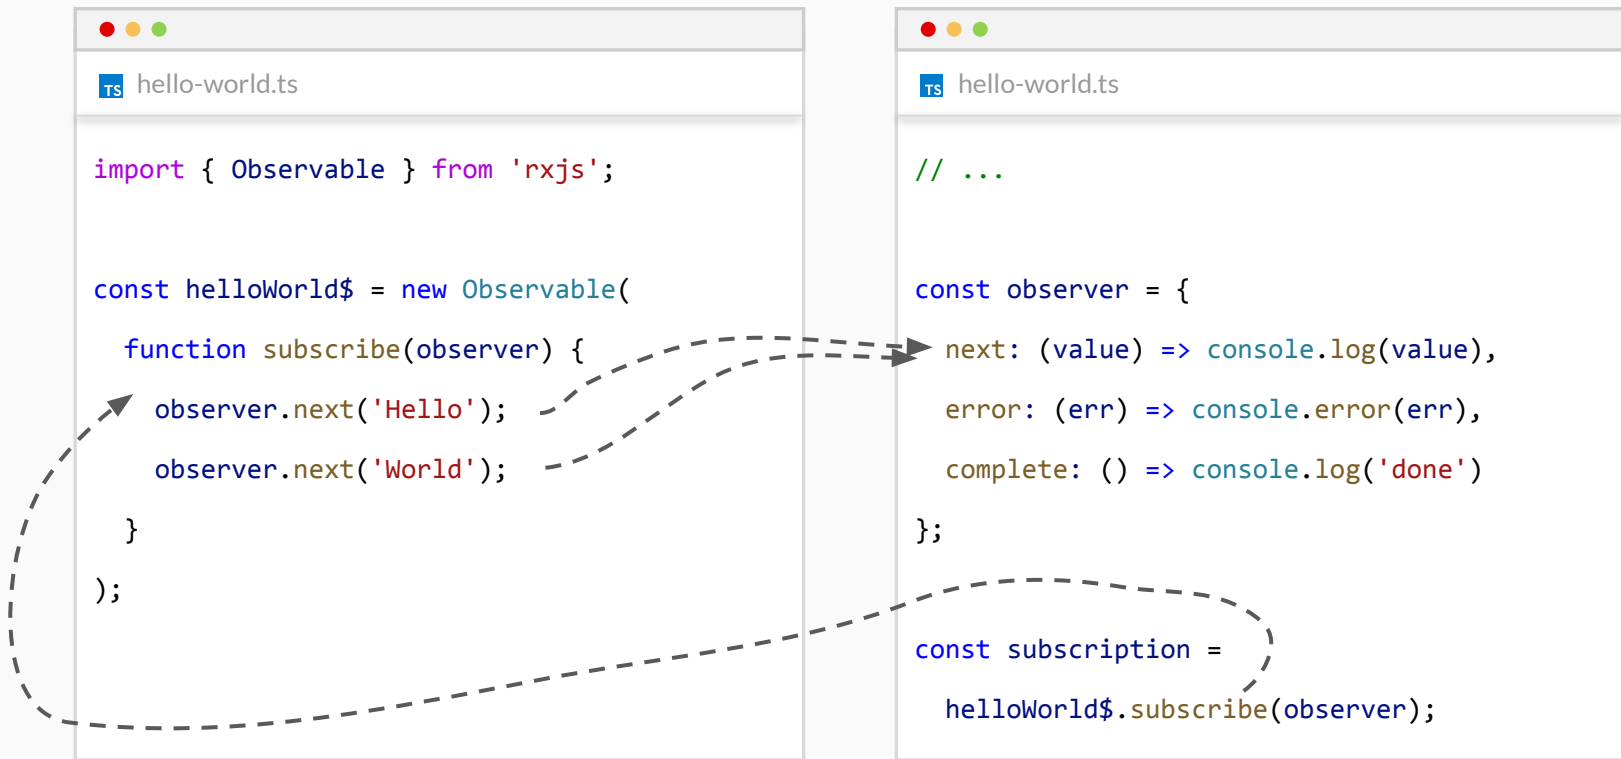 TS hello-world.ts
import { Observable } from 'rxjs';
const helloWorld$ = new Observable(
  function subscribe(observer) {
    observer.next('Hello');
    observer.next('World');
  }
);
TS hello-world.ts
// ...
const observer = {
  next: (value) => console.log(value),
  error: (err) => console.error(err),
  complete: () => console.log('done')
};
const subscription =
  helloWorld$.subscribe(observer);